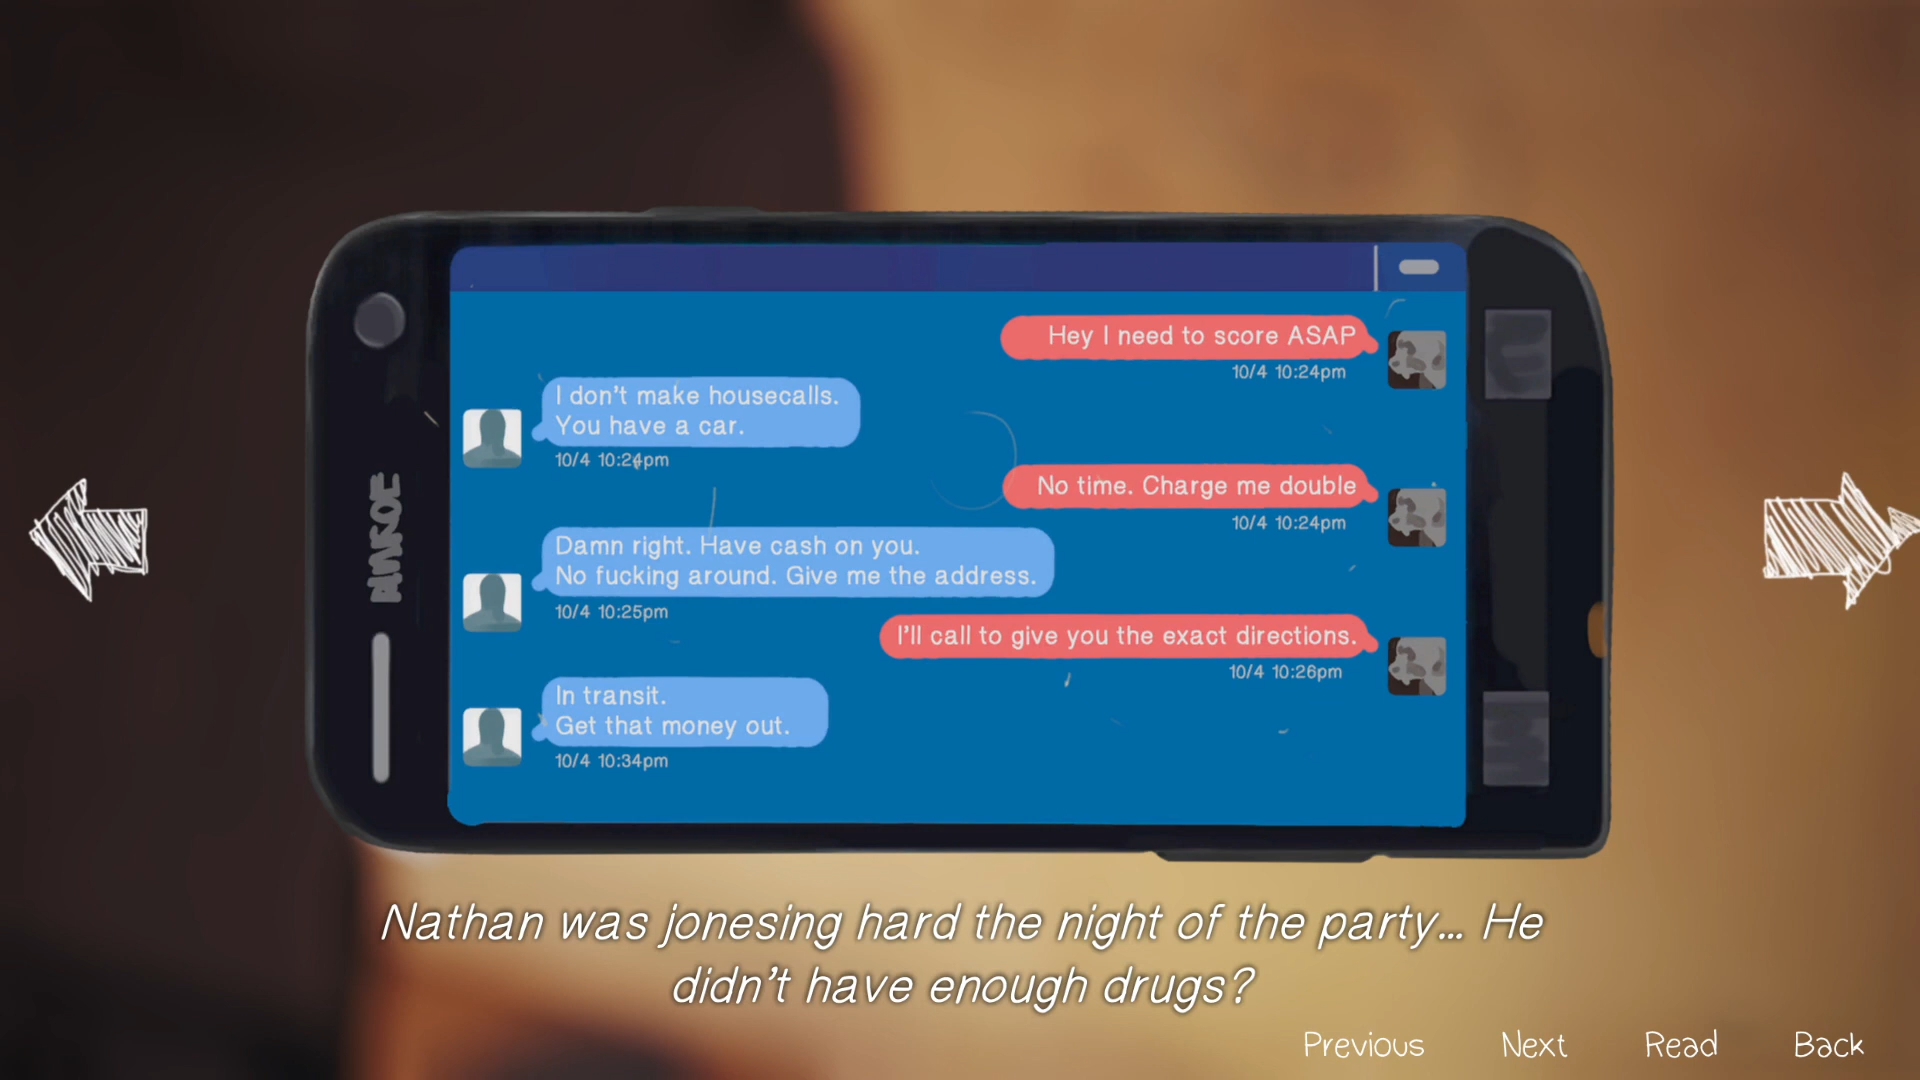 Hey I need to score ASAP
10/4 10:24pm
I don't make housecalls.
You have a car.
10/4 10:24pm
No time. Charge me double
10/4 10:24pm
Damn right. Have cash on you.
No fucking around. Give me the address.
10/4 10:25pm
I'll call to give you the exact directions.
10/4 10:26pm
In transit.
Get that money out.
10/4 10:34pm
Nathan was jonesing hard the night of the party... He
didn't have enough drugs?
Previous
Next
Read
Back